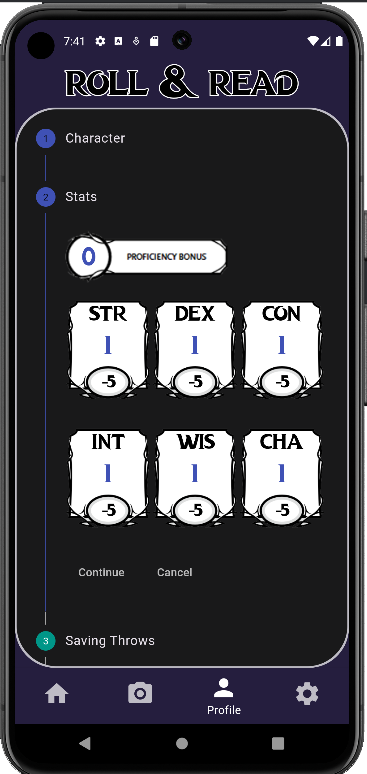 7:41
ROLL & READ
1 Character
2 Stats
0 PROFICIENCY BONUS
STR DEX CON
1 1 1
-5 -5 -5
INT WIS CHA
1 1 1
-5 -5 -5
Continue Cancel
3 Saving Throws
Profile